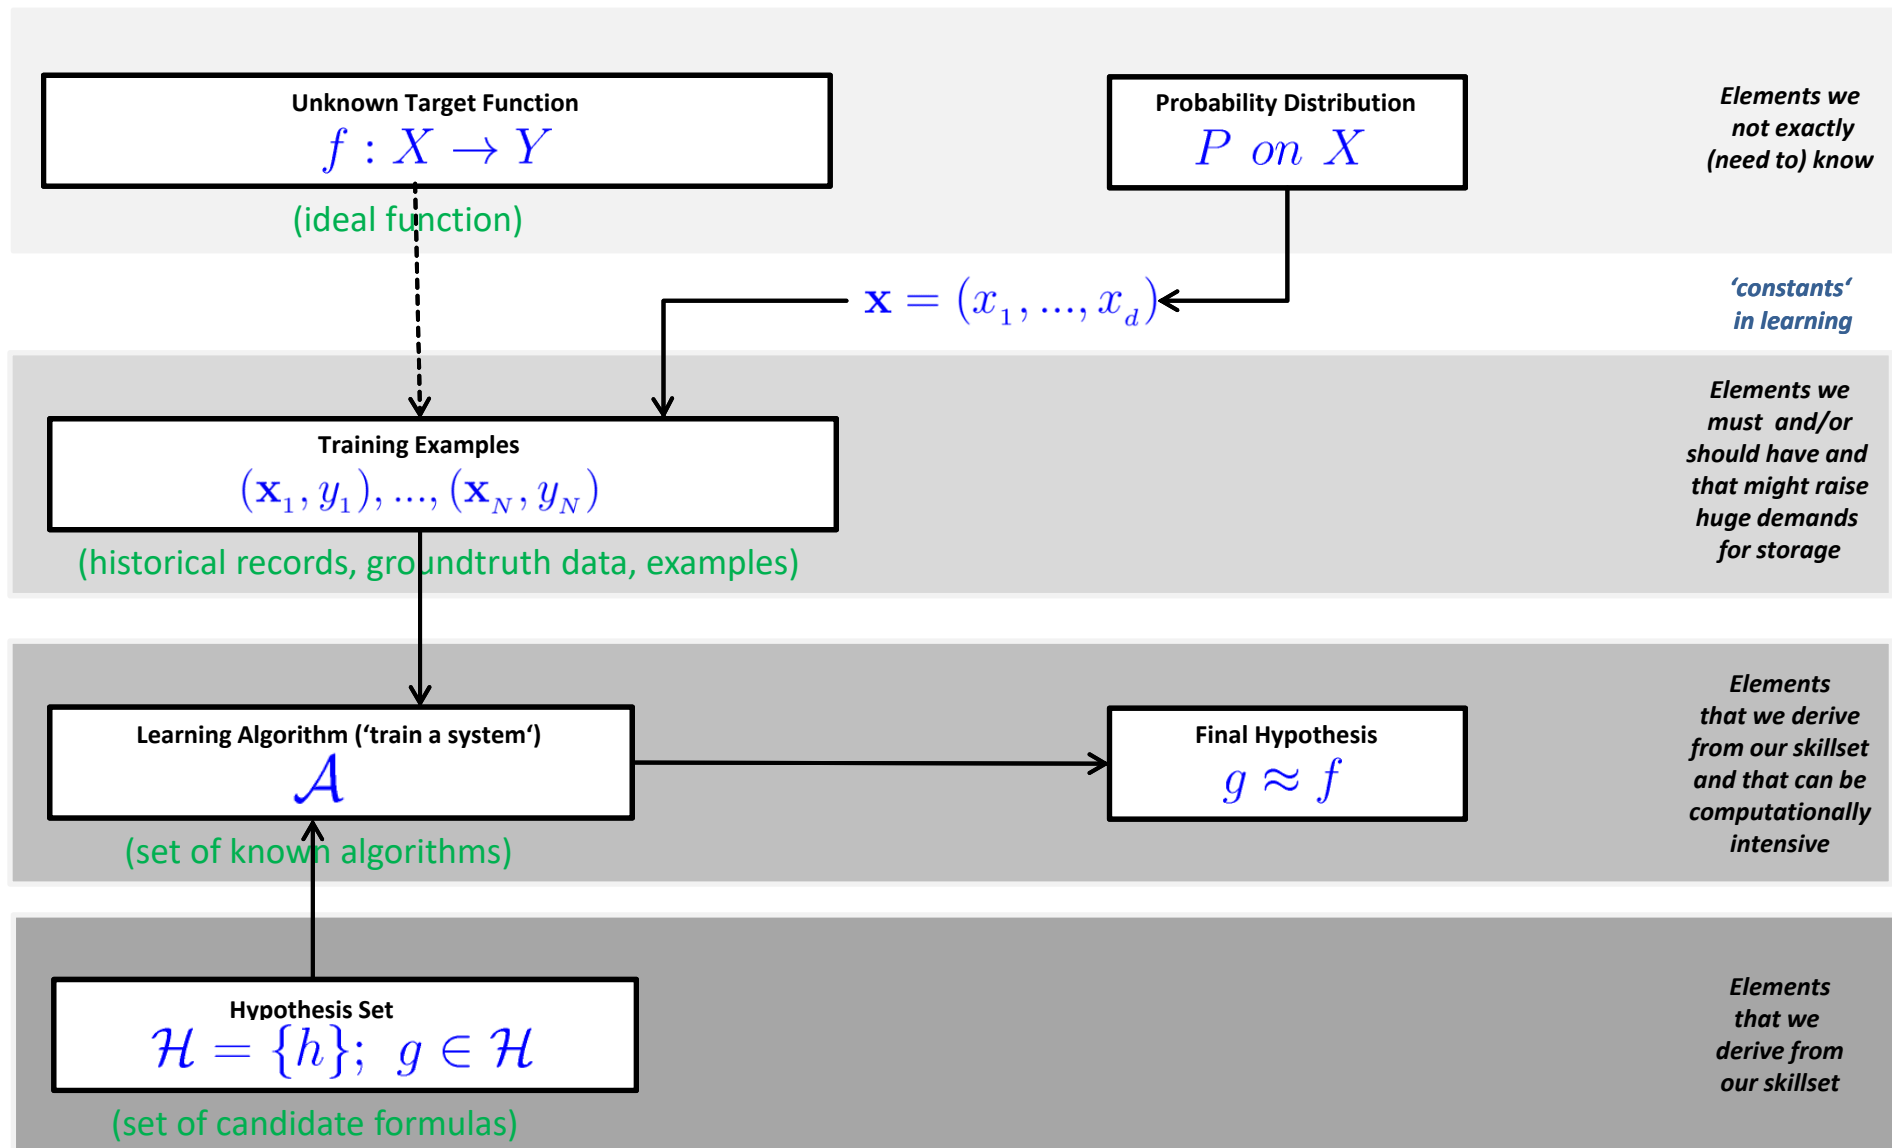 Unknown Target Function
f : X → Y
(ideal function)
Probability Distribution
P on X
Elements we
not exactly
(need to) know
x = (x₁, ..., x_d)
‘constants‘
in learning
Training Examples
(x₁, y₁), ..., (x_N, y_N)
(historical records, groundtruth data, examples)
Elements we
must and/or
should have and
that might raise
huge demands
for storage
Learning Algorithm (‘train a system‘)
𝒜
(set of known algorithms)
Final Hypothesis
g ≈ f
Elements
that we derive
from our skillset
and that can be
computationally
intensive
Hypothesis Set
ℋ = {h}; g ∈ ℋ
(set of candidate formulas)
Elements
that we
derive from
our skillset